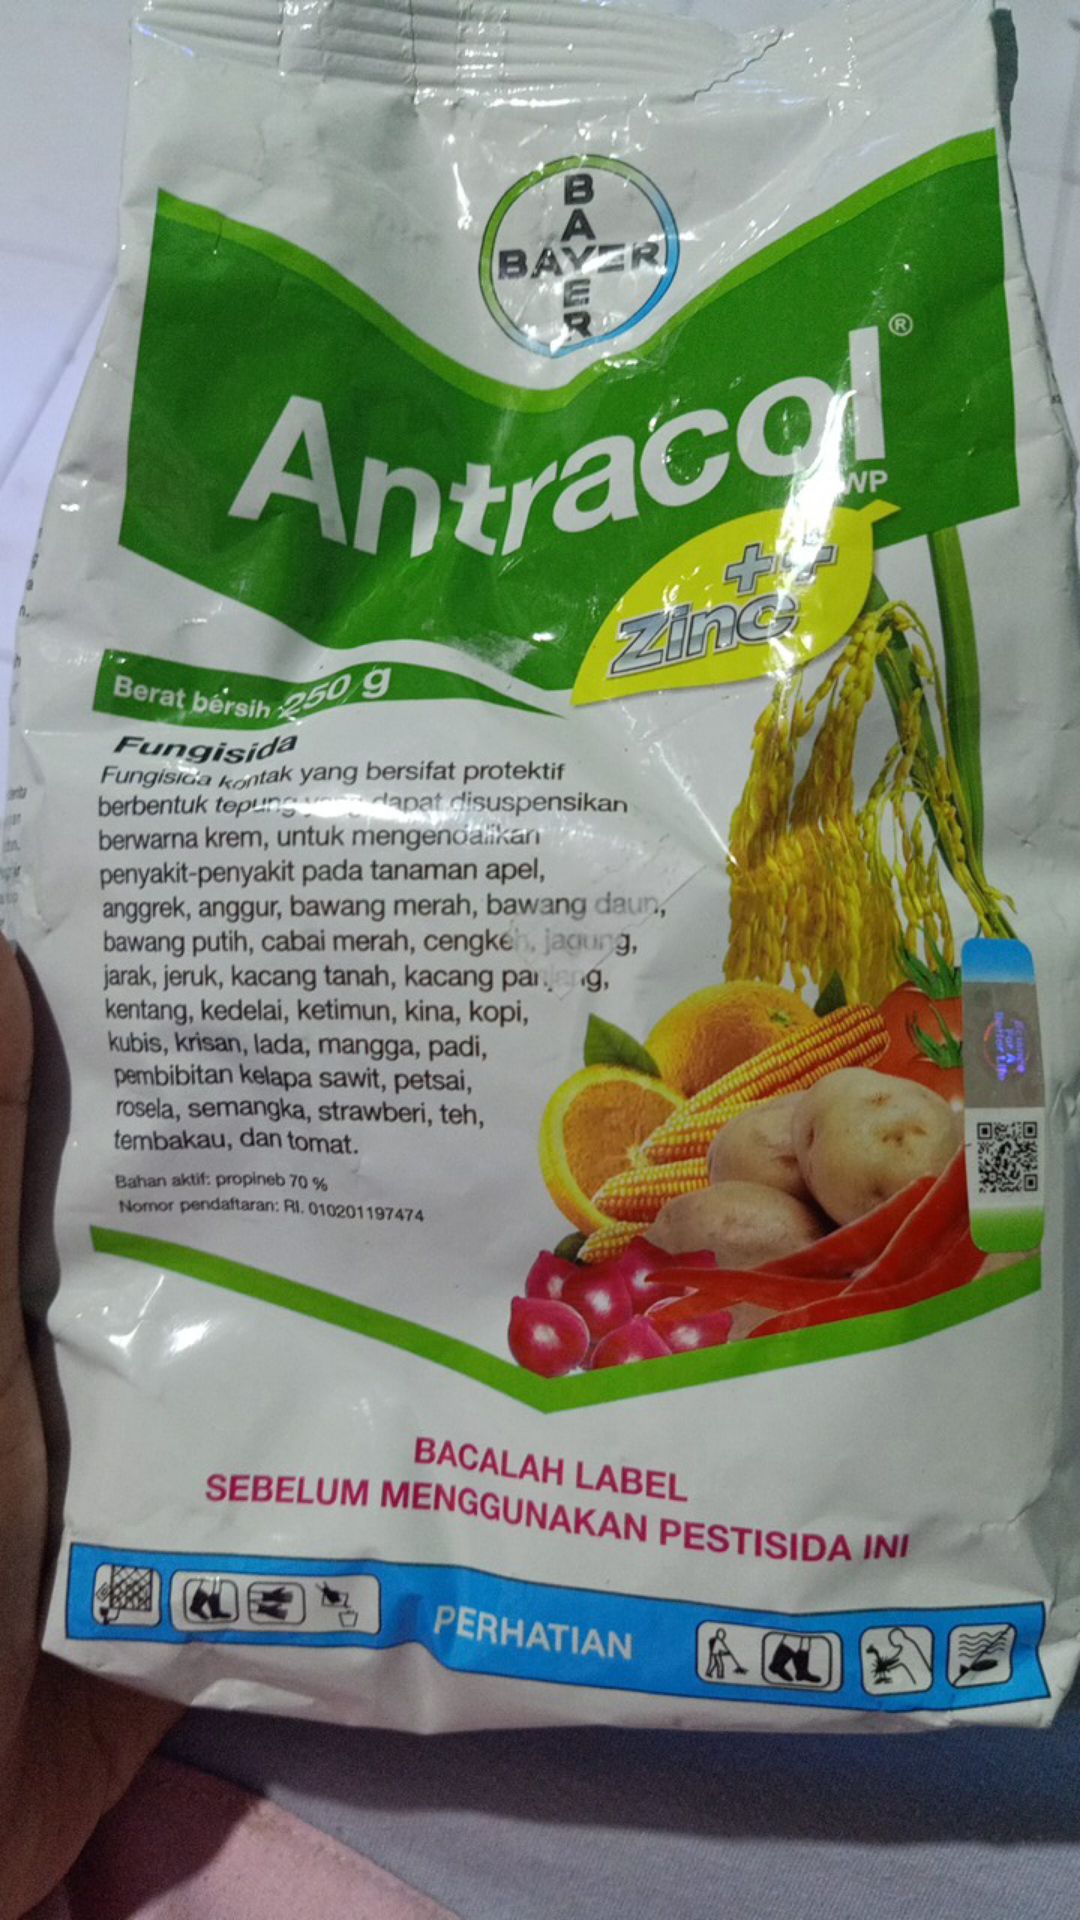 BAYER
BAYER
Antracol®
WP
Zinc++
Berat bersih 250 g
Fungisida
Fungisida kontak yang bersifat protektif
berbentuk tepung yang dapat disuspensikan
berwarna krem, untuk mengendalikan
penyakit-penyakit pada tanaman apel,
anggrek, anggur, bawang merah, bawang daun,
bawang putih, cabai merah, cengkeh, jagung,
jarak, jeruk, kacang tanah, kacang panjang,
kentang, kedelai, ketimun, kina, kopi,
kubis, krisan, lada, mangga, padi,
pembibitan kelapa sawit, petsai,
rosela, semangka, strawberi, teh,
tembakau, dan tomat.
Bahan aktif: propineb 70 %
Nomor pendaftaran: RI. 010201197474
BACALAH LABEL
SEBELUM MENGGUNAKAN PESTISIDA INI
PERHATIAN